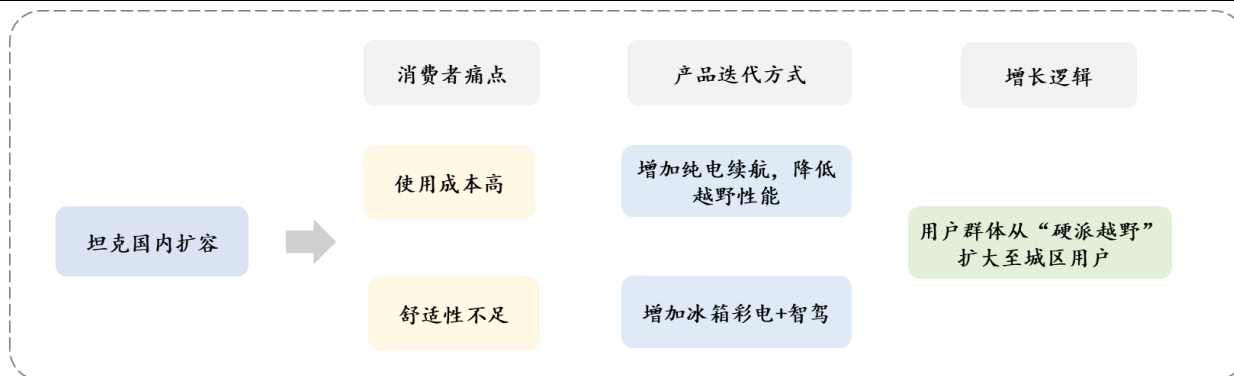 消费者痛点
产品迭代方式
增长逻辑
使用成本高
增加纯电续航，降低
越野性能
坦克国内扩容
用户群体从“硬派越野”
扩大至城区用户
舒适性不足
增加冰箱彩电+智驾